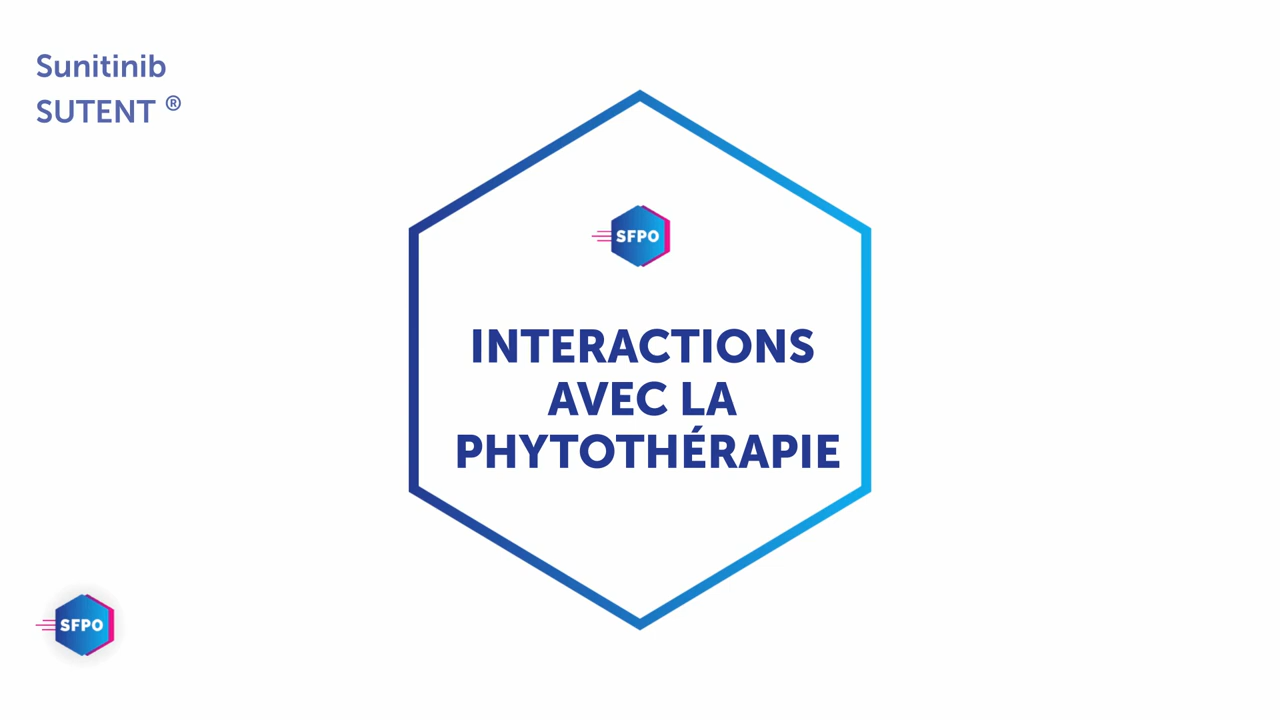 Sunitinib
SUTENT ®
SFPO
INTERACTIONS
AVEC LA
PHYTOTHÉRAPIE
SFPO